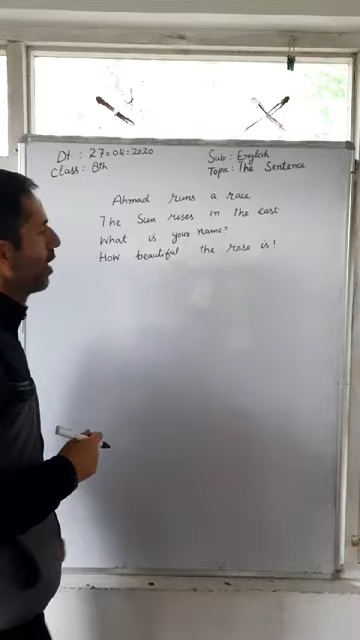 Dt. : 27=04=2020
Class : 8th
Sub : English
Topic : The Sentence
Ahmad runs a race
The Sun rises in the east
What is your name?
How beautiful the rose is!